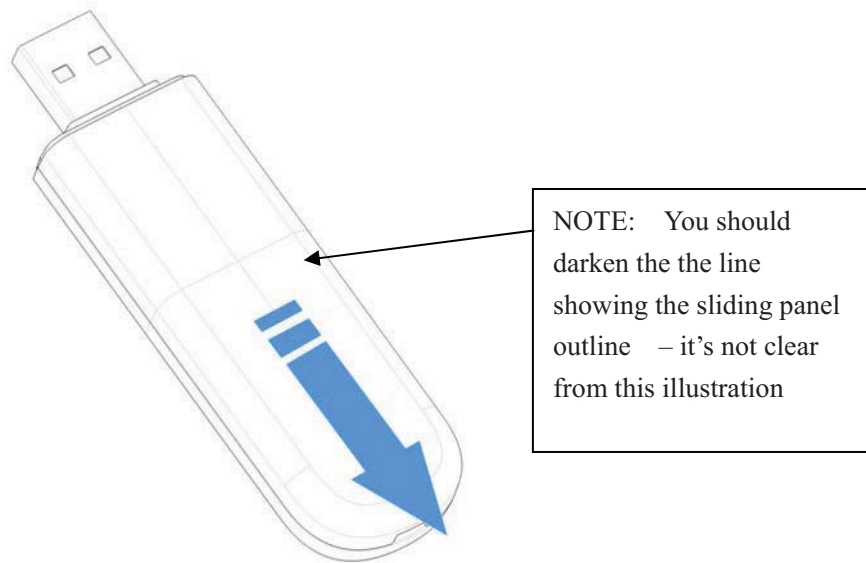 NOTE: You should
darken the the line
showing the sliding panel
outline – it’s not clear
from this illustration